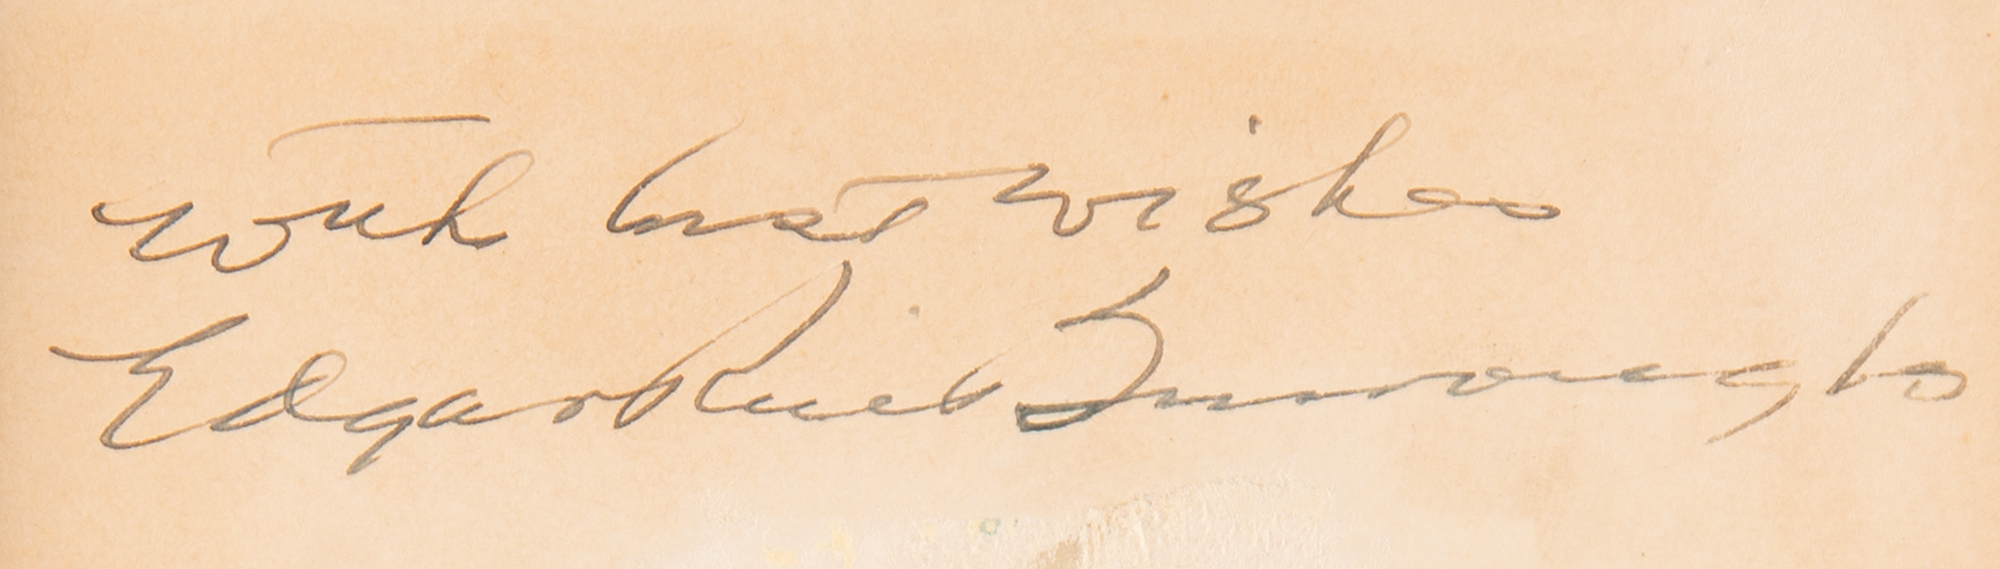 With best wishes
Edgar Rice Burroughs